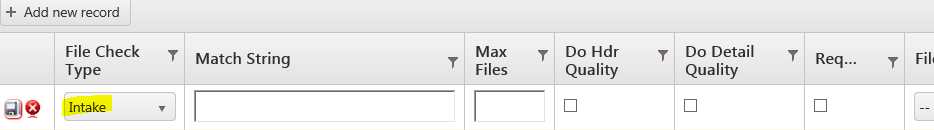 + Add new record
File Check Type
Match String
Max Files
Do Hdr Quality
Do Detail Quality
Req...
Intake
--